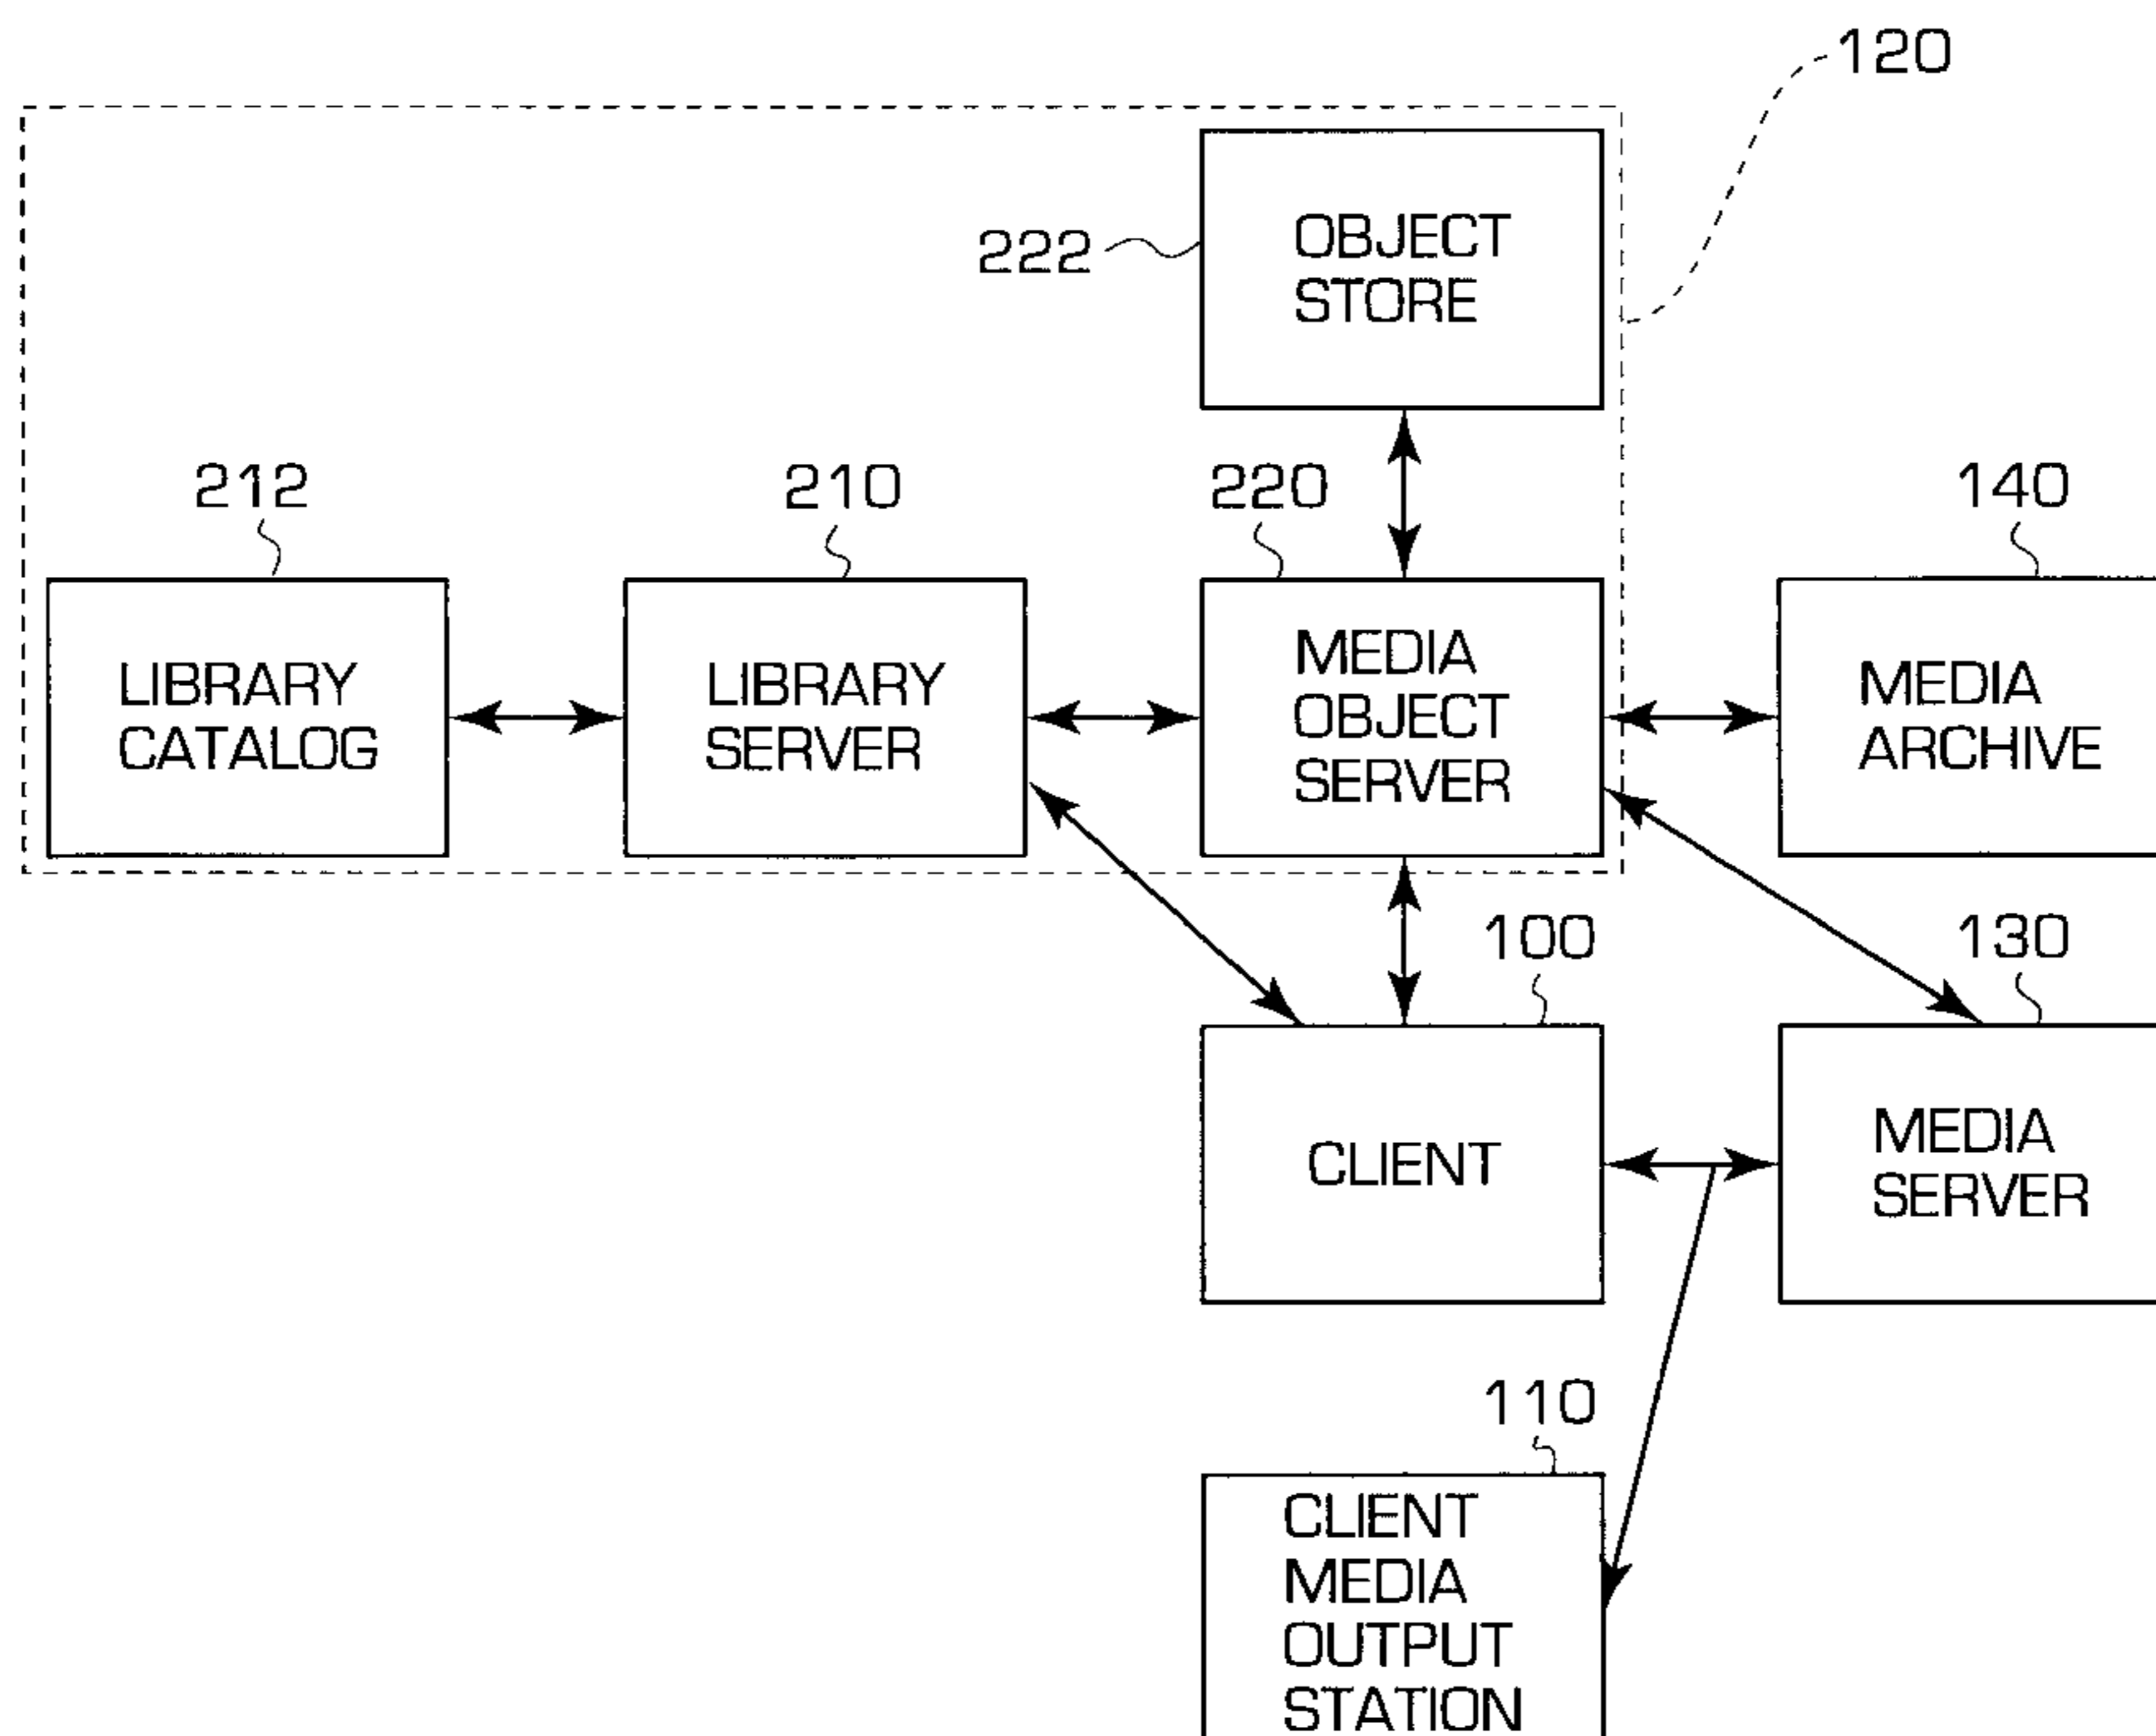 120
222
OBJECT
STORE
212
210
220
140
LIBRARY
CATALOG
LIBRARY
SERVER
MEDIA
OBJECT
SERVER
MEDIA
ARCHIVE
100
130
CLIENT
MEDIA
SERVER
110
CLIENT
MEDIA
OUTPUT
STATION